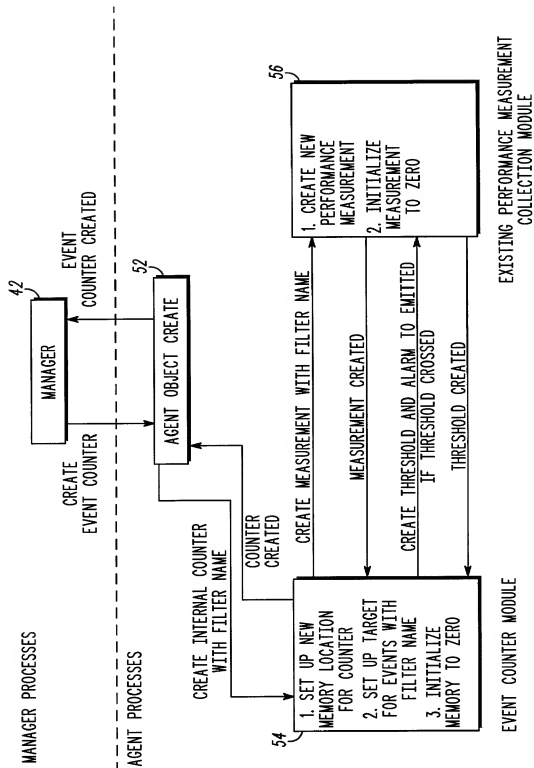 MANAGER PROCESSES
42
MANAGER
CREATE
EVENT COUNTER
EVENT
COUNTER CREATED
AGENT PROCESSES
52
AGENT OBJECT CREATE
CREATE INTERNAL COUNTER
WITH FILTER NAME
COUNTER
CREATED
54
1. SET UP NEW
MEMORY LOCATION
FOR COUNTER
2. SET UP TARGET
FOR EVENTS WITH
FILTER NAME
3. INITIALIZE
MEMORY TO ZERO
EVENT COUNTER MODULE
CREATE MEASUREMENT WITH FILTER NAME
MEASUREMENT CREATED
CREATE THRESHOLD AND ALARM TO EMITTED
IF THRESHOLD CROSSED
THRESHOLD CREATED
56
1. CREATE NEW
PERFORMANCE
MEASUREMENT
2. INITIALIZE
MEASUREMENT
TO ZERO
EXISTING PERFORMANCE MEASUREMENT
COLLECTION MODULE